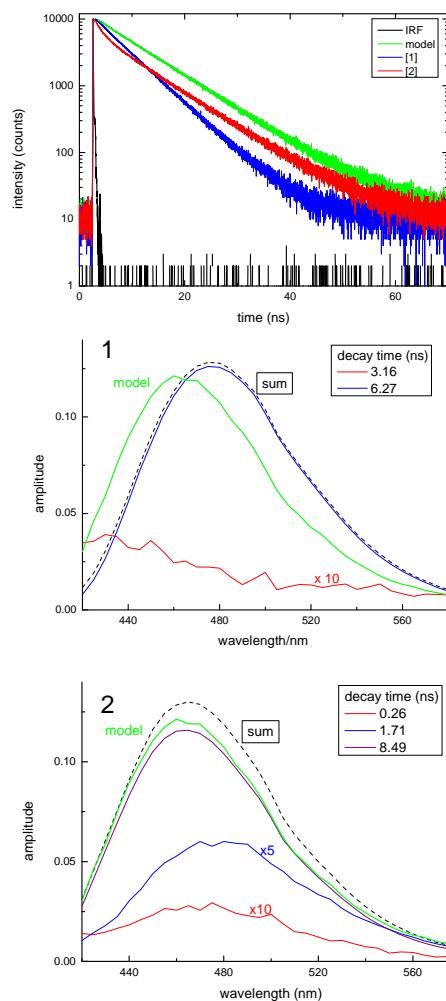 10000
1000
100
10
1
intensity (counts)
IRF
model
[1]
[2]
0 20 40 60
time (ns)
1
model
sum
decay time (ns)
3.16
6.27
0.10
0.05
0.00
amplitude
x 10
440 480 520 560
wavelength/nm
2
model
sum
decay time (ns)
0.26
1.71
8.49
0.10
0.05
0.00
amplitude
x5
x10
440 480 520 560
wavelength (nm)